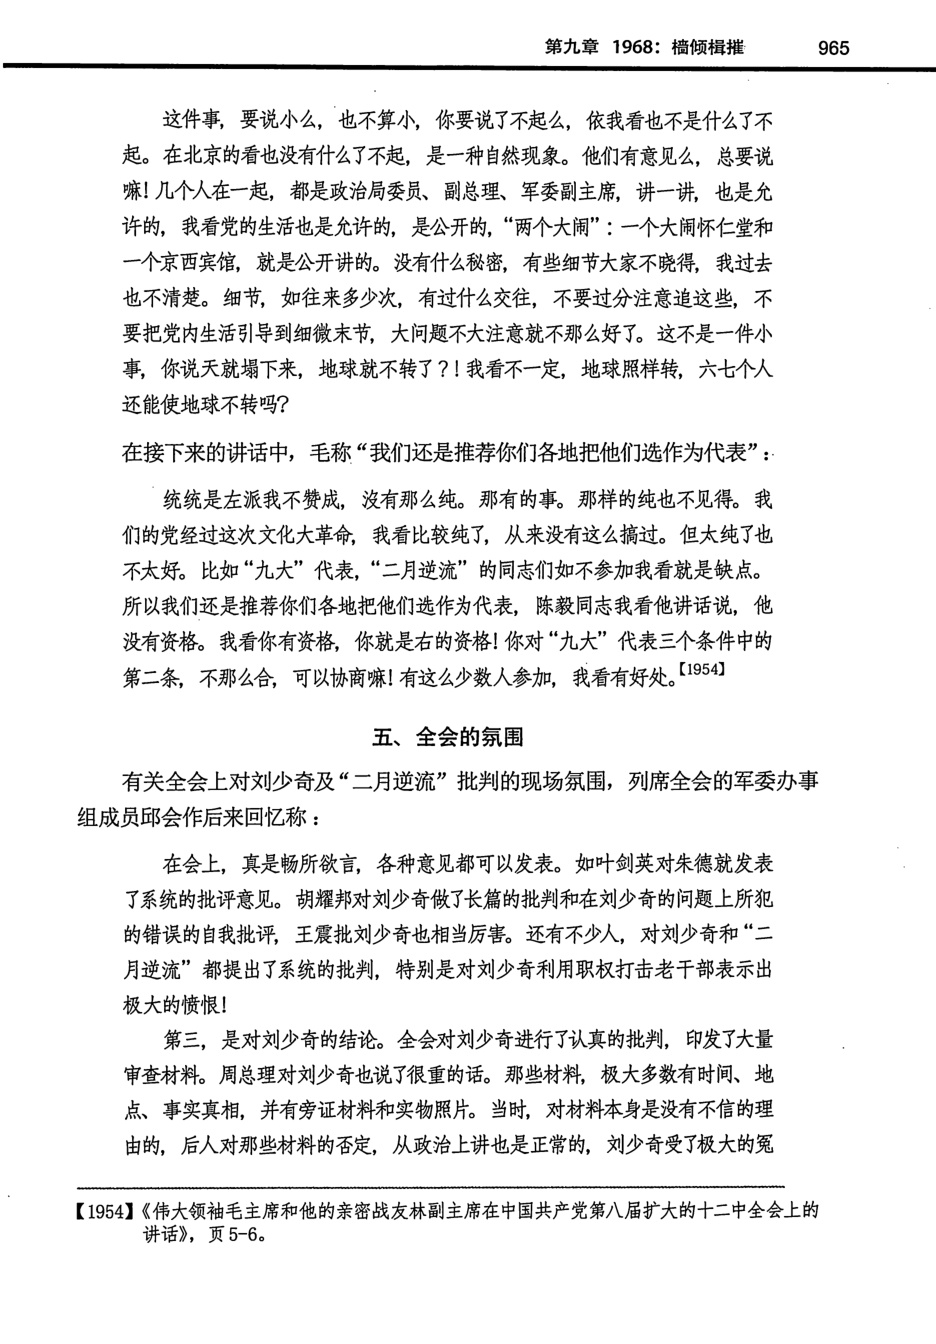 第九章 1968：樯倾楫摧 965
这件事，要说小么，也不算小，你要说了不起么，依我看也不是什么了不
起。在北京的看也没有什么了不起，是一种自然现象。他们有意见么，总要说
嘛！几个人在一起，都是政治局委员、副总理、军委副主席，讲一讲，也是允
许的，我看党的生活也是允许的，是公开的，“两个大闹”：一个大闹怀仁堂和
一个京西宾馆，就是公开讲的。没有什么秘密，有些细节大家不晓得，我过去
也不清楚。细节，如往来多少次，有过什么交往，不要过分注意追这些，不
要把党内生活引导到细微末节，大问题不大注意就不那么好了。这不是一件小
事，你说天就塌下来，地球就不转了？！我看不一定，地球照样转，六七个人
还能使地球不转吗？
在接下来的讲话中，毛称“我们还是推荐你们各地把他们选作为代表”：
统统是左派我不赞成，没有那么纯。那有的事。那样的纯也不见得。我
们的党经过这次文化大革命，我看比较纯了，从来没有这么搞过。但太纯了也
不太好。比如“九大”代表，“二月逆流”的同志们如不参加我看就是缺点。
所以我们还是推荐你们各地把他们选作为代表，陈毅同志我看他讲话说，他
没有资格。我看你有资格，你就是右的资格！你对“九大”代表三个条件中的
第二条，不那么合，可以协商嘛！有这么少数人参加，我看有好处。【1954】
五、全会的氛围
有关全会上对刘少奇及“二月逆流”批判的现场氛围，列席全会的军委办事
组成员邱会作后来回忆称：
在会上，真是畅所欲言，各种意见都可以发表。如叶剑英对朱德就发表
了系统的批评意见。胡耀邦对刘少奇做了长篇的批判和在刘少奇的问题上所犯
的错误的自我批评，王震批刘少奇也相当厉害。还有不少人，对刘少奇和“二
月逆流”都提出了系统的批判，特别是对刘少奇利用职权打击老干部表示出
极大的愤恨！
第三，是对刘少奇的结论。全会对刘少奇进行了认真的批判，印发了大量
审查材料。周总理对刘少奇也说了很重的话。那些材料，极大多数有时间、地
点、事实真相，并有旁证材料和实物照片。当时，对材料本身是没有不信的理
由的，后人对那些材料的否定，从政治上讲也是正常的，刘少奇受了极大的冤
【1954】《伟大领袖毛主席和他的亲密战友林副主席在中国共产党第八届扩大的十二中全会上的
讲话》，页5-6。